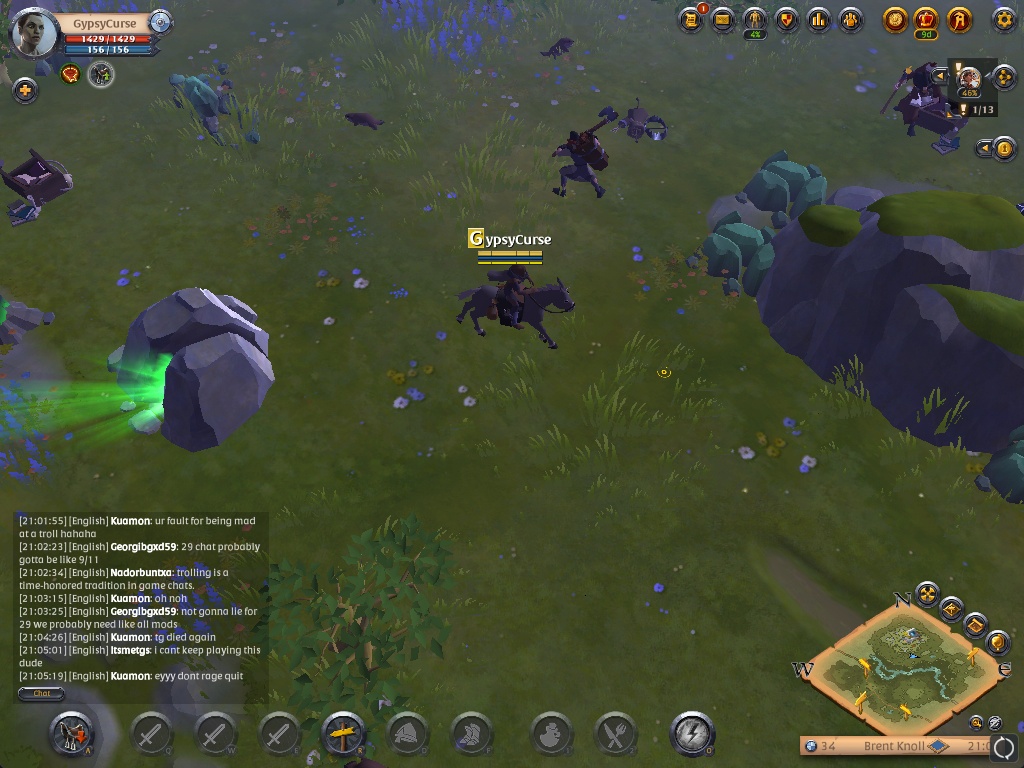 GypsyCurse
1429 / 1429
156 / 156
1
4%
9d
46%
1/13
GypsyCurse
[21:01:55] [English] Kuamon: ur fault for being mad
at a troll hahaha
[21:02:23] [English] Georgibgxd59: 29 chat probably
gotta be like 9/11
[21:02:34] [English] Nadorbuntxa: trolling is a
time-honored tradition in game chats.
[21:03:15] [English] Kuamon: oh noh
[21:03:25] [English] Georgibgxd59: not gonna lie for
29 we probably need like all mods
[21:04:26] [English] Kuamon: tg died again
[21:05:01] [English] Itsmetgs: i cant keep playing this
dude
[21:05:19] [English] Kuamon: eyyy dont rage quit
Chat
N
W
E
A
Q
W
E
R
D
F
34
Brent Knoll